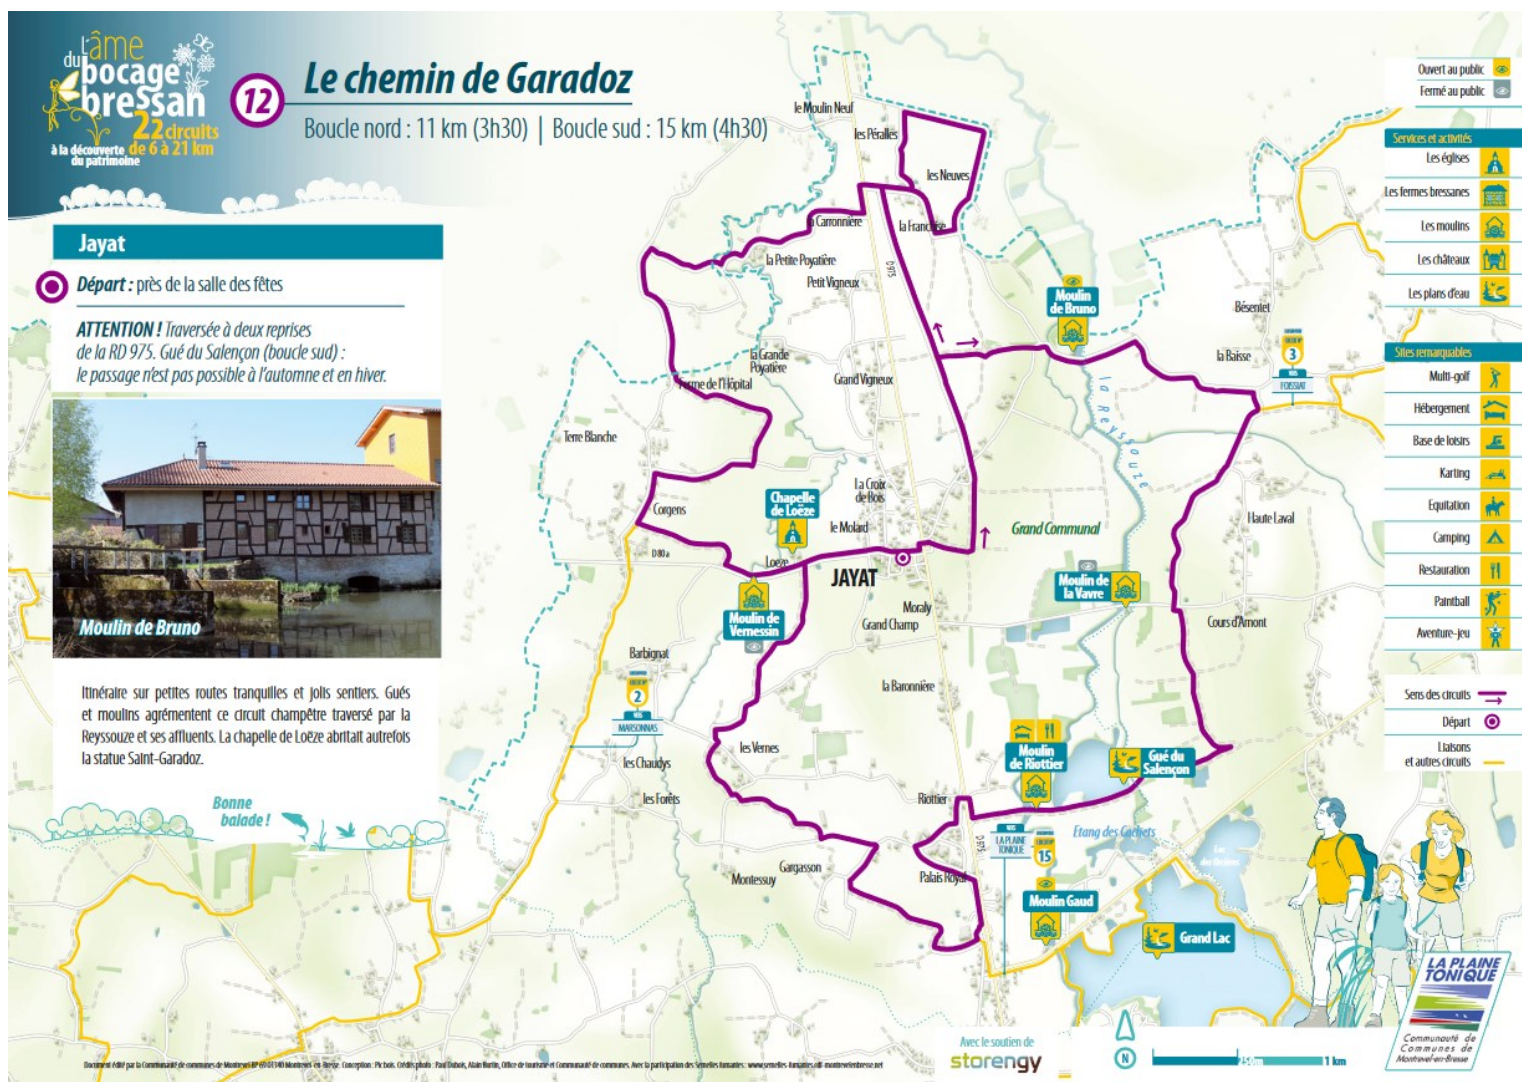 l'âme
du bocage
bressan
22 circuits
à la découverte de 6 à 21 km
du patrimoine
12
Le chemin de Garadoz
Boucle nord : 11 km (3h30) | Boucle sud : 15 km (4h30)
Jayat
Départ : près de la salle des fêtes
ATTENTION ! Traversée à deux reprises
de la RD 975. Gué du Salençon (boucle sud) :
le passage n'est pas possible à l'automne et en hiver.
Moulin de Bruno
Itinéraire sur petites routes tranquilles et jolis sentiers. Gués
et moulins agrémentent ce circuit champêtre traversé par la
Reyssouze et ses affluents. La chapelle de Loëze abritait autrefois
la statue Saint-Garadoz.
Bonne
balade !
le Moulin Neuf
les Péralles
les Neuves
la Carronnière
la Franchise
la Petite Poyatière
D 975
Petit Vigneux
Moulin
de Bruno
Bésentet
la Baisse
3
VERS
FOISSIAT
la Grande
Poyatière
Ferme de l'Hôpital
Grand Vigneux
la Reyssouze
Terre Blanche
La Croix
de Bois
Chapelle
de Loëze
Corgens
le Molard
Grand Communal
Haute Laval
D 80 a
Loëze
JAYAT
Moulin de
la Vavre
Moulin de
Vernessin
Moraly
Grand Champ
Cours d'Amont
Barbignat
2
VERS
MARSONNAS
la Baronnière
les Vernes
Moulin
de Riottier
Gué du
Salençon
les Chaudys
les Forêts
Riottier
D 975
VERS
LA PLAINE
TONIQUE
15
Etang des Cachets
Gargasson
Montessuy
Palais Royal
Moulin Gaud
Grand Lac
Ouvert au public
Fermé au public
Services et activités
Les églises
Les fermes bressanes
Les moulins
Les châteaux
Les plans d'eau
Sites remarquables
Multi-golf
Hébergement
Base de loisirs
Karting
Equitation
Camping
Restauration
Paintball
Aventure-jeu
Sens des circuits
Départ
Liaisons
et autres circuits
LA PLAINE
TONIQUE
Communauté de
Communes de
Montrevel-en-Bresse
Avec le soutien de
storengy
N
250m
1 km